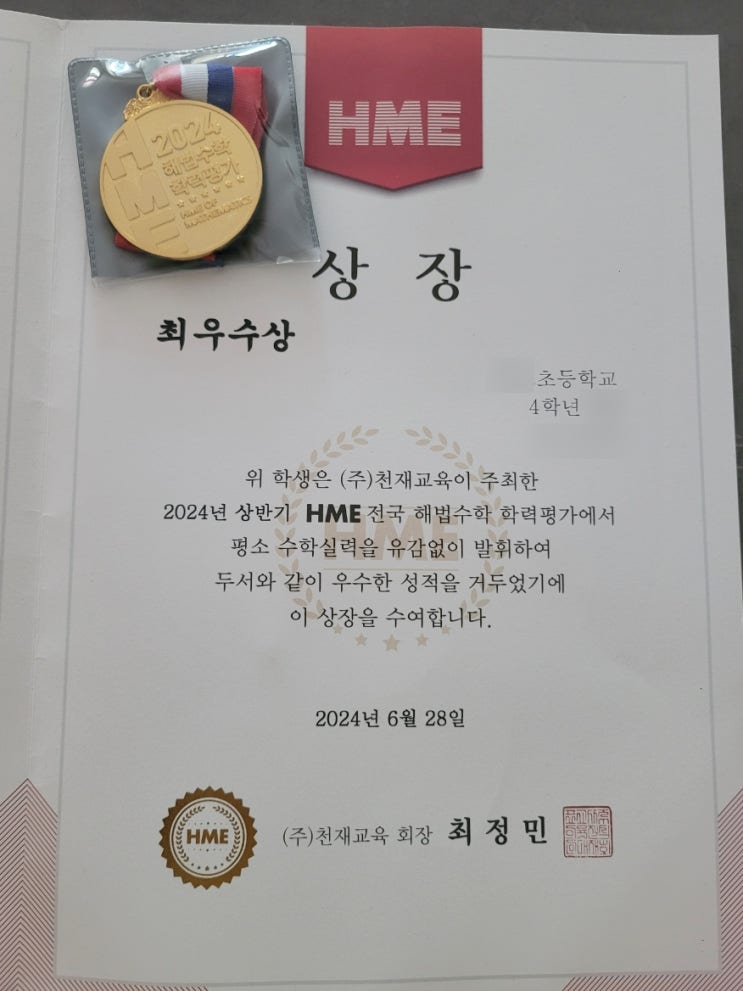 HME
2024
해법수학
학력평가
HME OF
MATHEMATICS
HME
상 장
최우수상
초등학교
4학년
위 학생은 (주)천재교육이 주최한
2024년 상반기 HME 전국 해법수학 학력평가에서
평소 수학실력을 유감없이 발휘하여
두서와 같이 우수한 성적을 거두었기에
이 상장을 수여합니다.
HME
2024년 6월 28일
HME
(주)천재교육 회장 최정민